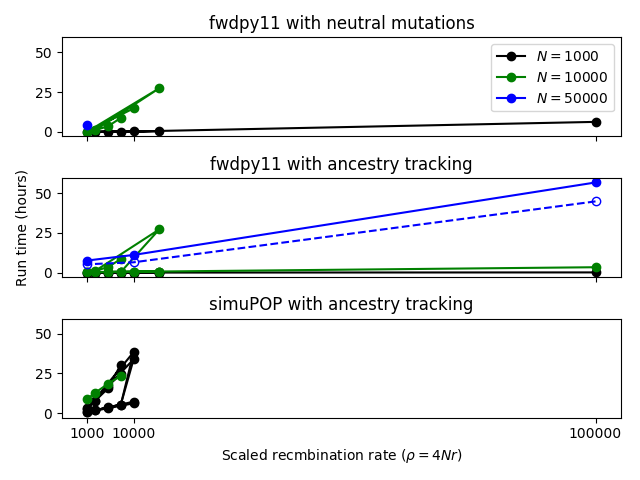 fwdpy11 with neutral mutations
50
25
0
N = 1000
N = 10000
N = 50000
fwdpy11 with ancestry tracking
50
25
0
Run time (hours)
simuPOP with ancestry tracking
50
25
0
1000 10000 100000
Scaled recmbination rate (ρ = 4Nr)